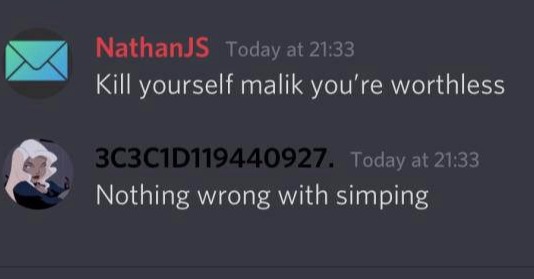 NathanJS Today at 21:33
Kill yourself malik you're worthless
3C3C1D119440927. Today at 21:33
Nothing wrong with simping